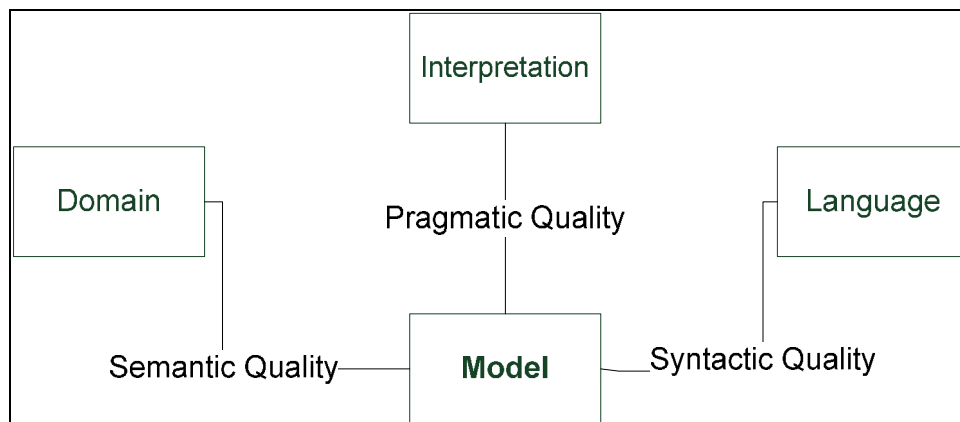 Interpretation
Domain
Language
Pragmatic Quality
Semantic Quality
Model
Syntactic Quality